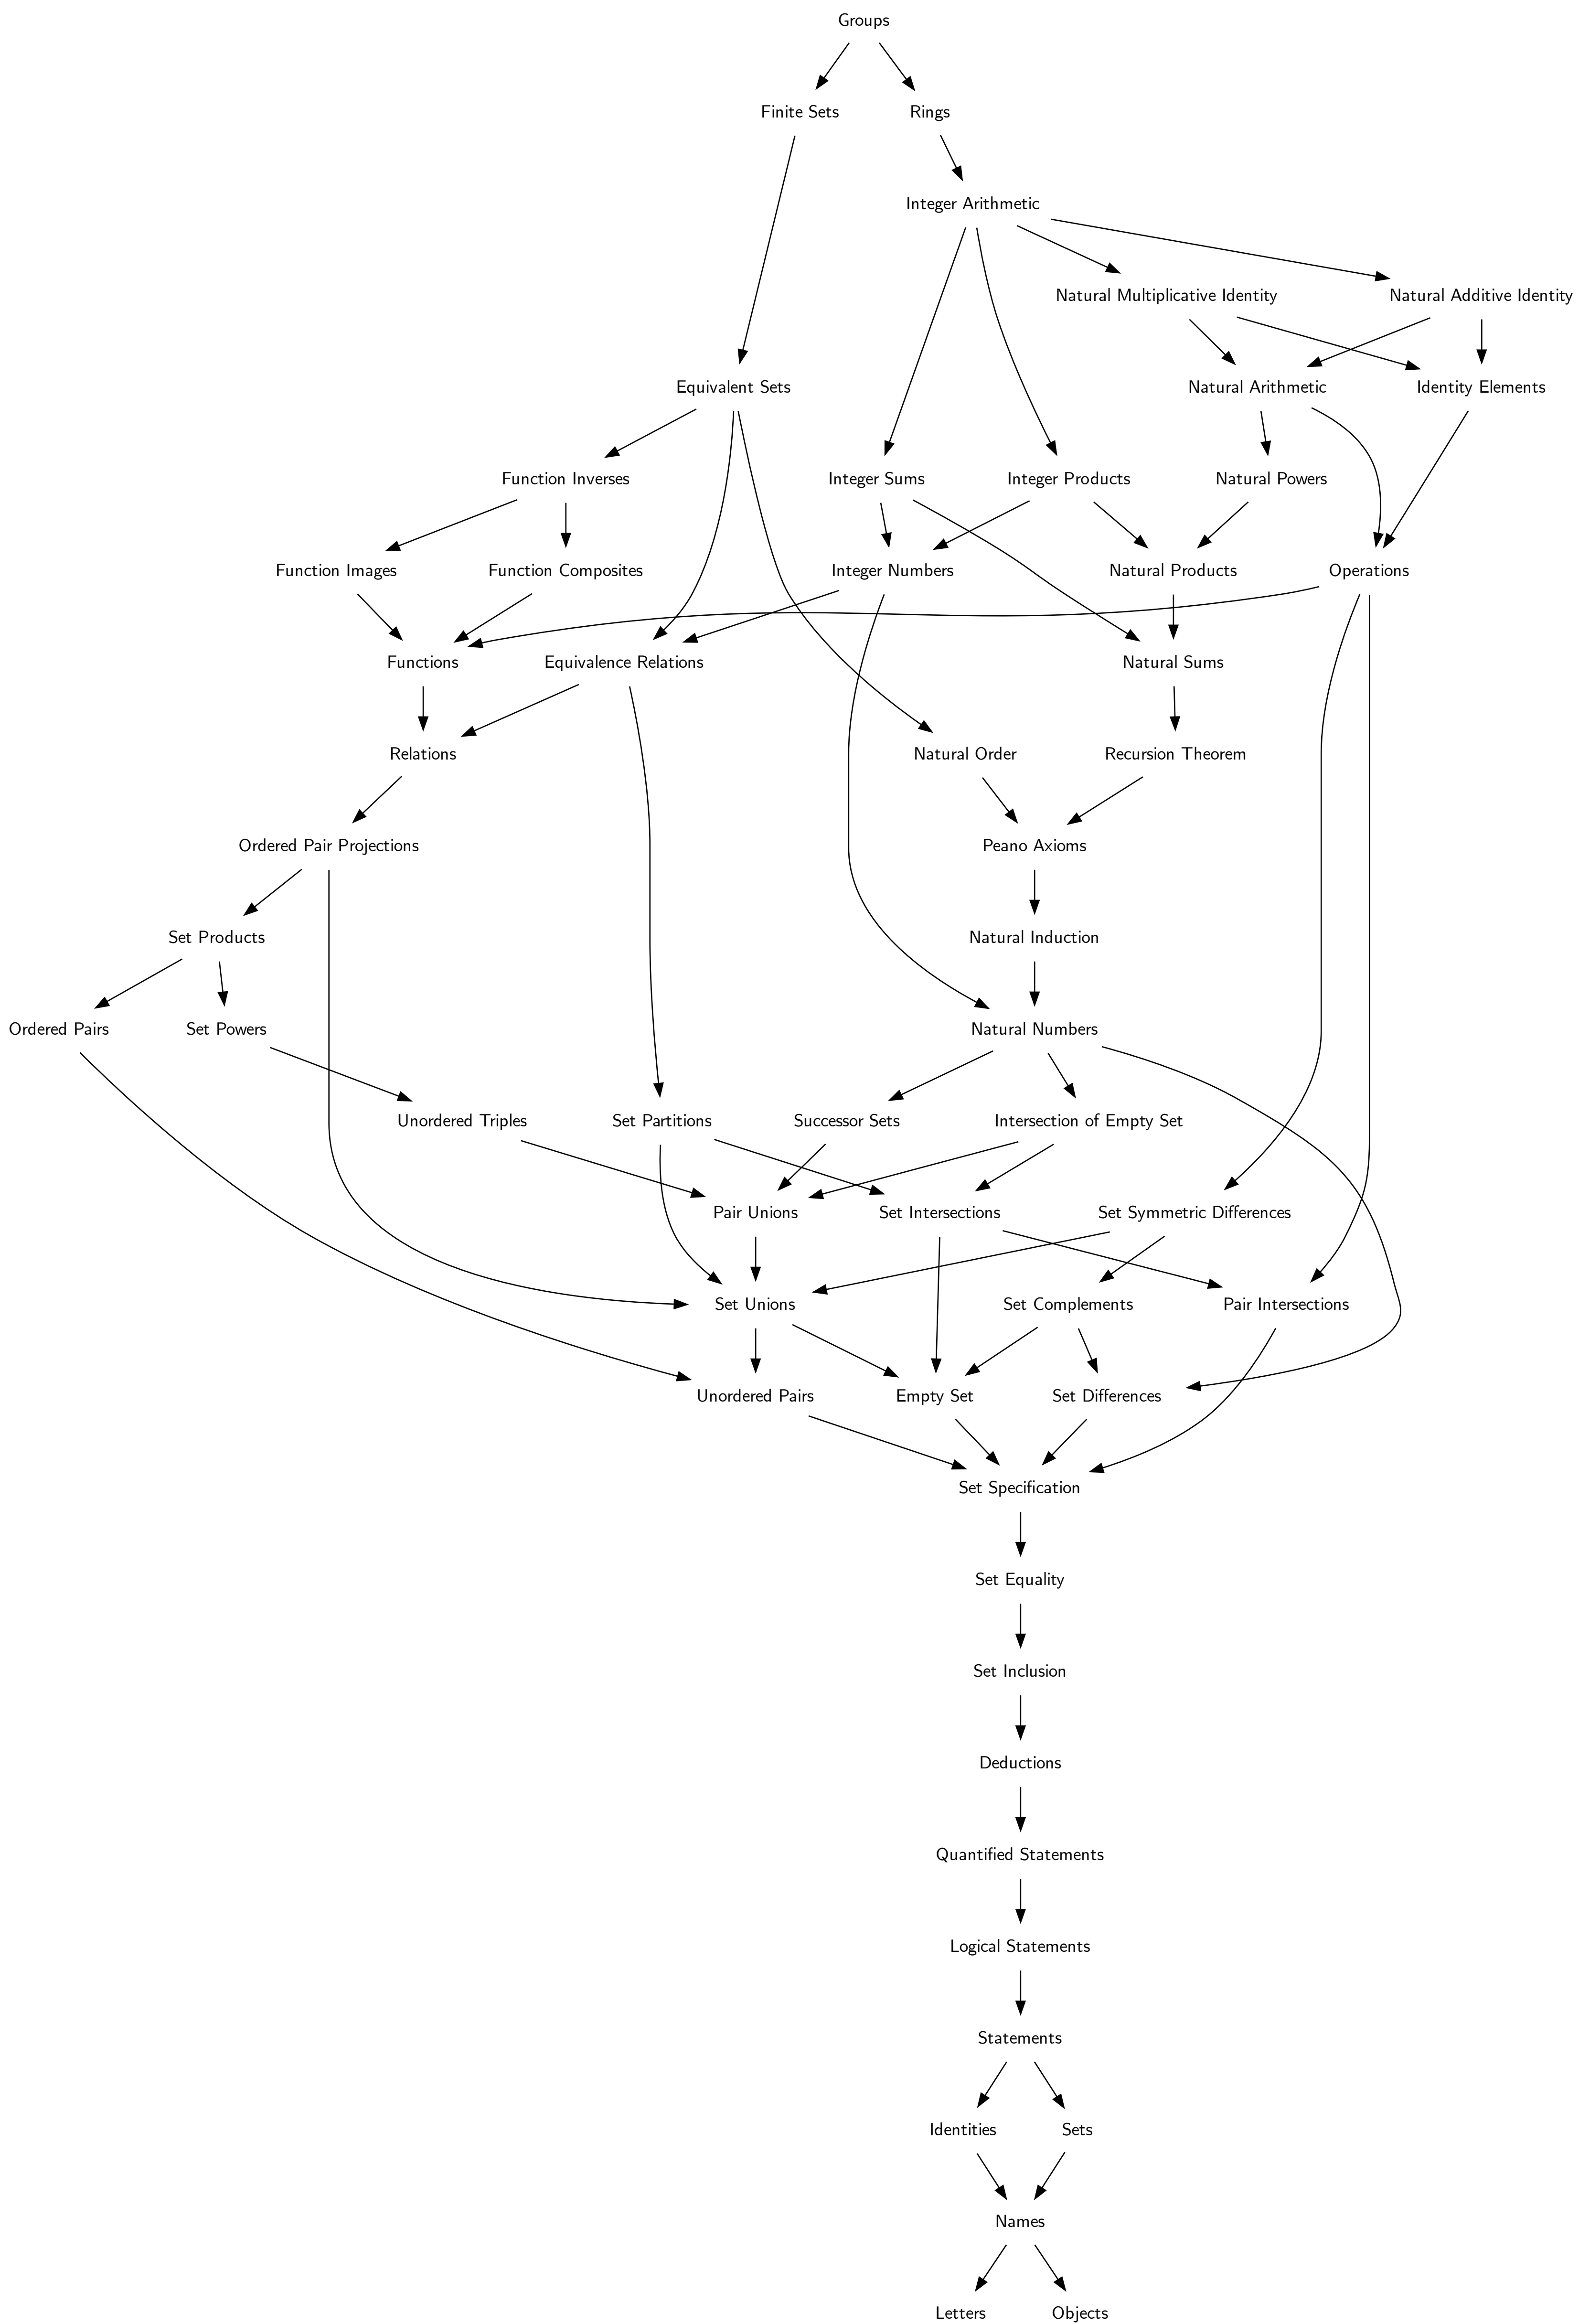 Groups
Finite Sets
Rings
Integer Arithmetic
Natural Multiplicative Identity
Natural Additive Identity
Equivalent Sets
Natural Arithmetic
Identity Elements
Function Inverses
Integer Sums
Integer Products
Natural Powers
Function Images
Function Composites
Integer Numbers
Natural Products
Operations
Functions
Equivalence Relations
Natural Sums
Relations
Natural Order
Recursion Theorem
Ordered Pair Projections
Peano Axioms
Set Products
Natural Induction
Ordered Pairs
Set Powers
Natural Numbers
Unordered Triples
Set Partitions
Successor Sets
Intersection of Empty Set
Pair Unions
Set Intersections
Set Symmetric Differences
Set Unions
Set Complements
Pair Intersections
Unordered Pairs
Empty Set
Set Differences
Set Specification
Set Equality
Set Inclusion
Deductions
Quantified Statements
Logical Statements
Statements
Identities
Sets
Names
Letters
Objects